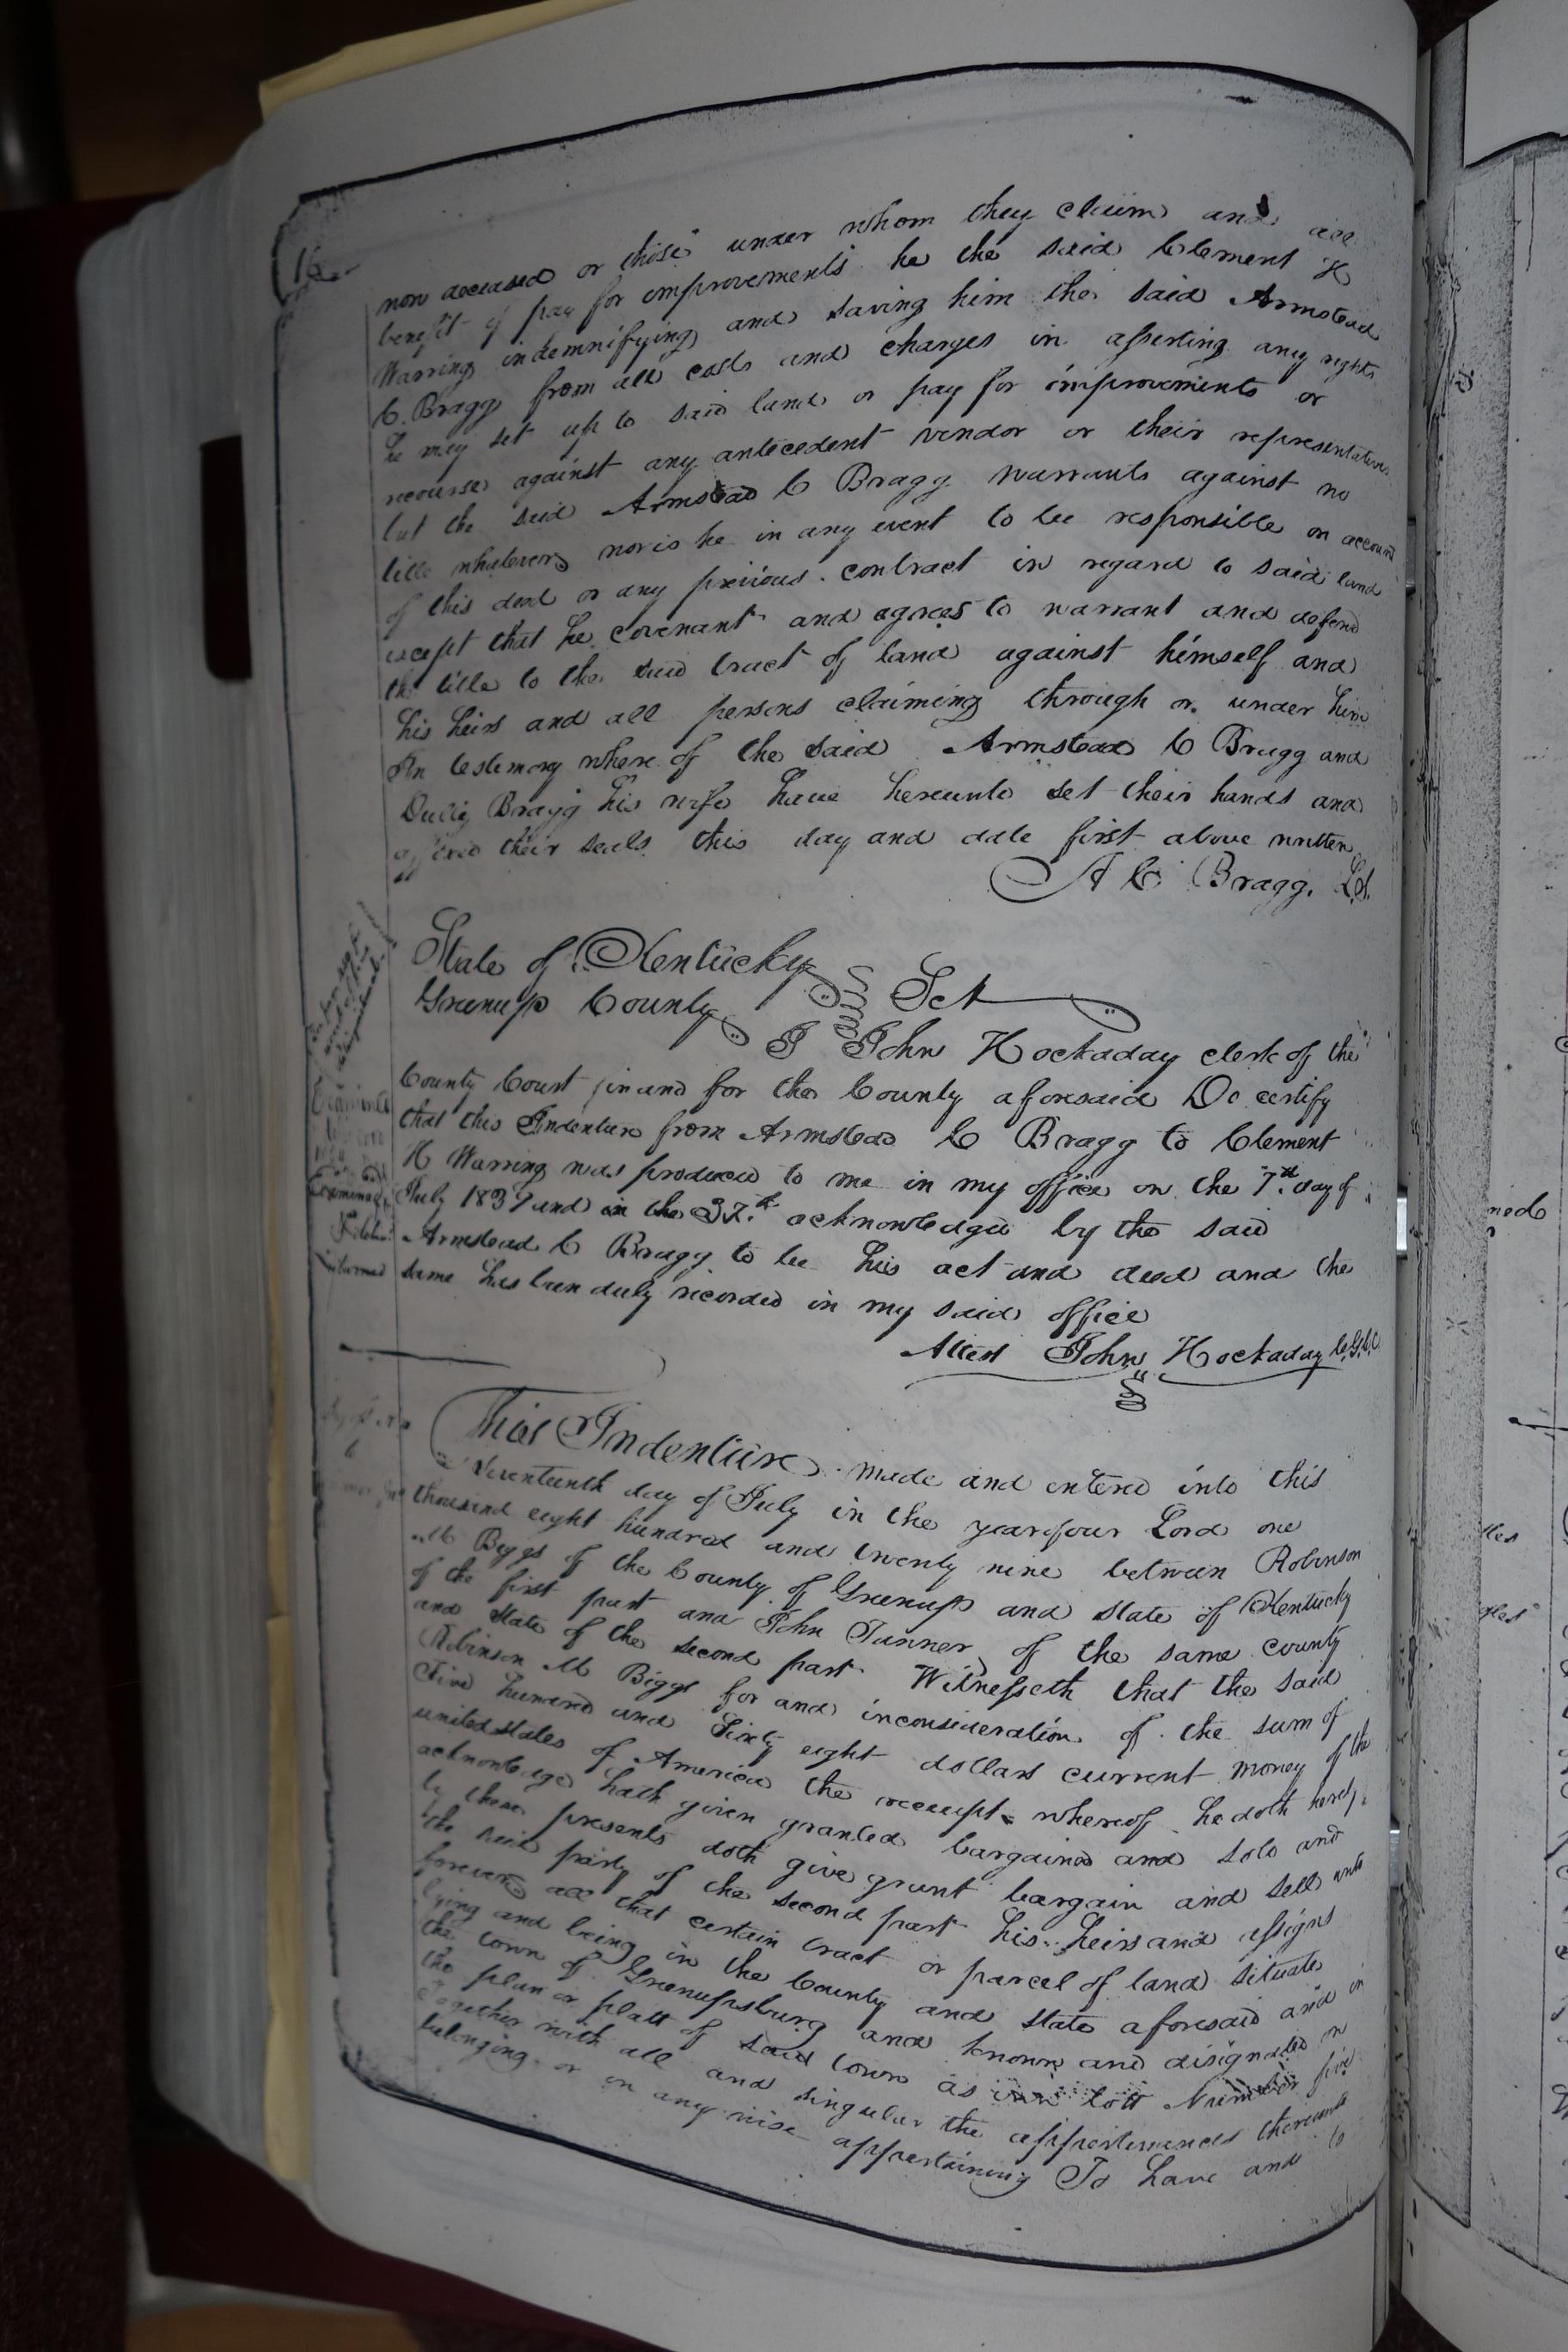 16
now deceased or those under whom they claim and all
benefit of pay for improvements he the said Clement H
Warring indemnifying and saving him the said Armstead
C. Bragg from all costs and charges in asserting any rights
he may set up to said land or pay for improvements or
recourse against any antecedent vendor or their representatives
but the said Armstead C Bragg warrants against no
title whatever nor is he in any event to be responsible on account
of this deed or any previous contract in regard to said land
except that he covenant and agrees to warrant and defend
the title to the said tract of land against himself and
his heirs and all persons claiming through or under him
In testimony where of the said Armstead C Bragg and
Bragg his wife have hereunto set their hands and
affixed their seals this day and date first above written
A C Bragg. L.S.
State of Kentucky
Greenup County Sct
I John Hockaday clerk of the
County Court in and for the County aforesaid Do certify
that this Indenture from Armstead C Bragg to Clement
H Warring was produced to me in my office on the 7th day of
July and in the acknowledged by the said
Armstead C Bragg to be his act and deed and the
same has been duly recorded in my said office
Attest John Hockaday C.G.C.C.
Examined
This Indenture made and entered into this
Seventeenth day of July in the year of our Lord one
thousand eight hundred and twenty nine between Robinson
M Biggs of the County of Greenup and state of Kentucky
of the first part and John Tanner of the same county
and state of the second part Witnesseth that the said
Robinson M Biggs for and inconsideration of the sum of
Five hundred and Sixty eight dollars current money of the
united states of America the receipt whereof he doth hereby
acknowledge hath given granted bargained and sold and
by these presents doth give grant bargain and sell unto
the said party of the second part his heirs and assigns
forever all that certain tract or parcel of land situate
lying and being in the County and state aforesaid and in
the town of Greenupsburg and known and disignated on
the plan or platt of said town as lott Number five
Together with all and singular the appurtenances thereunto
belonging or in any wise appertaining To have and to